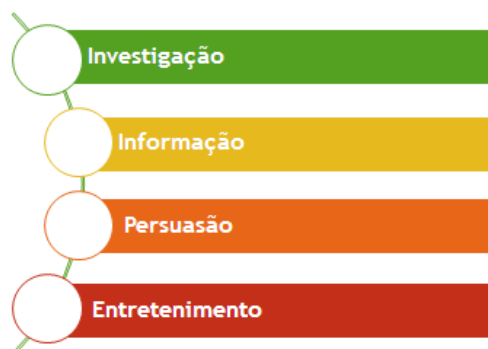 Investigação
Informação
Persuasão
Entretenimento